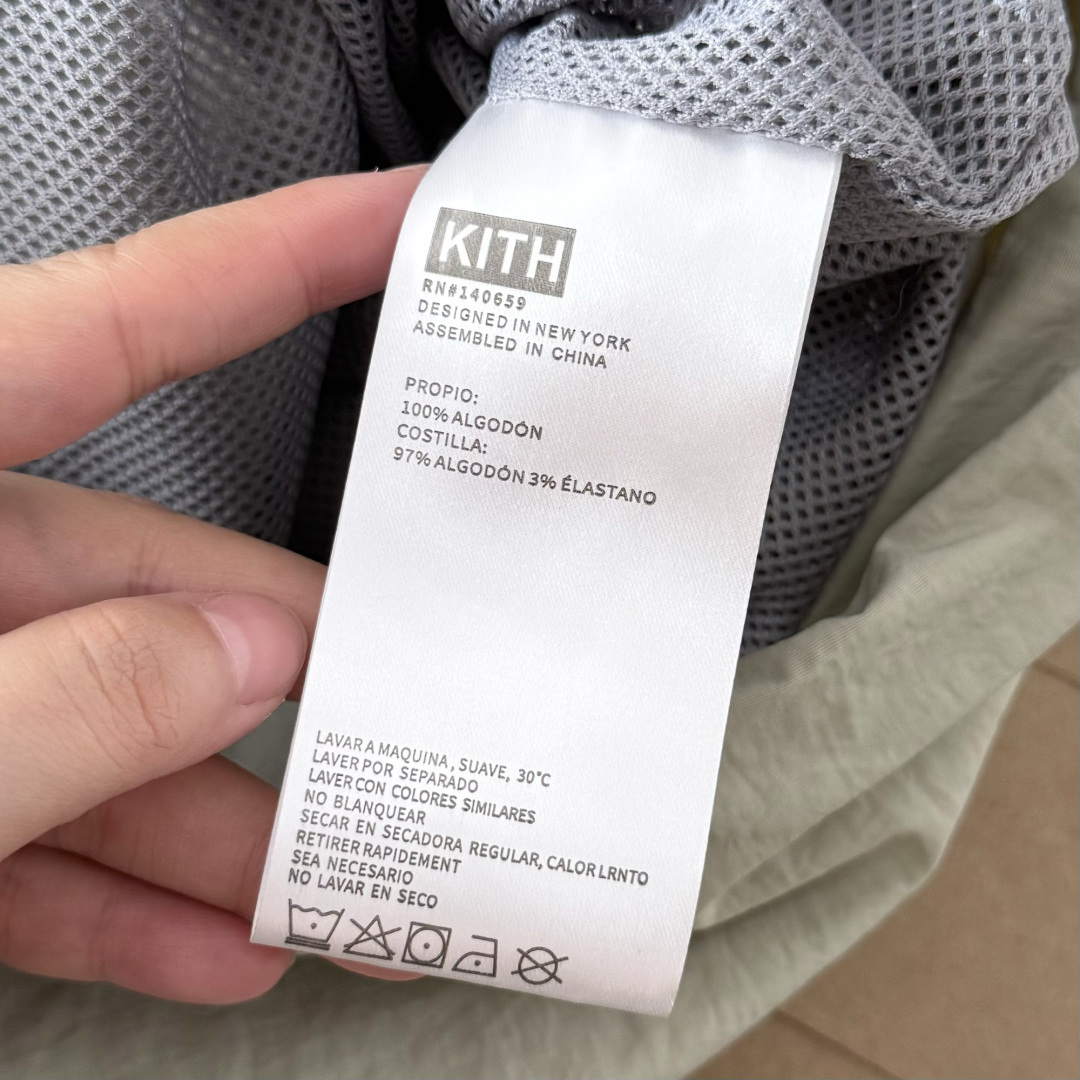 KITH
RN#140659
DESIGNED IN NEW YORK
ASSEMBLED IN CHINA
PROPIO:
100% ALGODÓN
COSTILLA:
97% ALGODÓN 3% ÉLASTANO
LAVAR A MAQUINA, SUAVE, 30°C
LAVER POR SEPARADO
LAVER CON COLORES SIMILARES
NO BLANQUEAR
SECAR EN SECADORA REGULAR, CALOR LRNTO
RETIRER RAPIDEMENT
SEA NECESARIO
NO LAVAR EN SECO